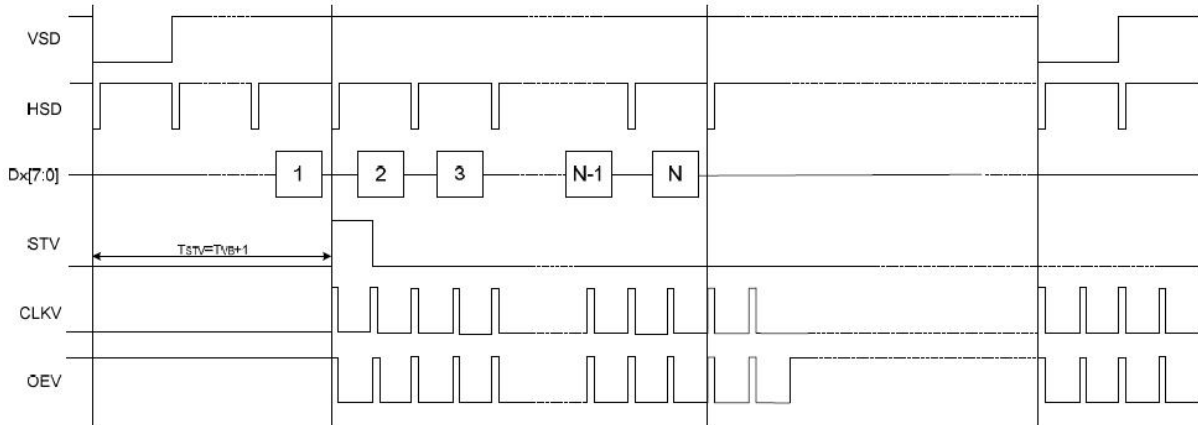 VSD
HSD
Dx[7:0] 1 2 3 N-1 N
STV TSTV=TVB+1
CLKV
OEV